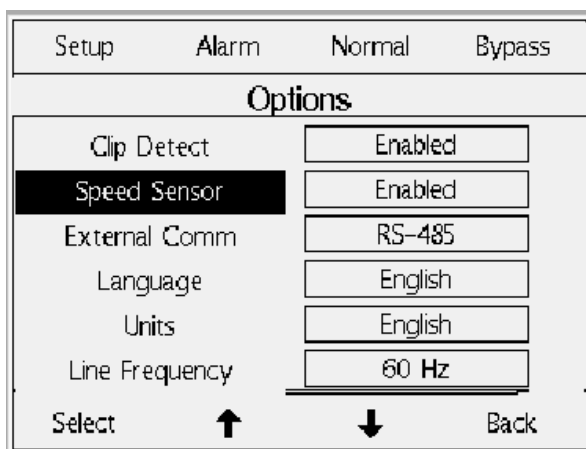 Setup Alarm Normal Bypass
Options
Clip Detect Enabled
Speed Sensor Enabled
External Comm RS-485
Language English
Units English
Line Frequency 60 Hz
Select Back